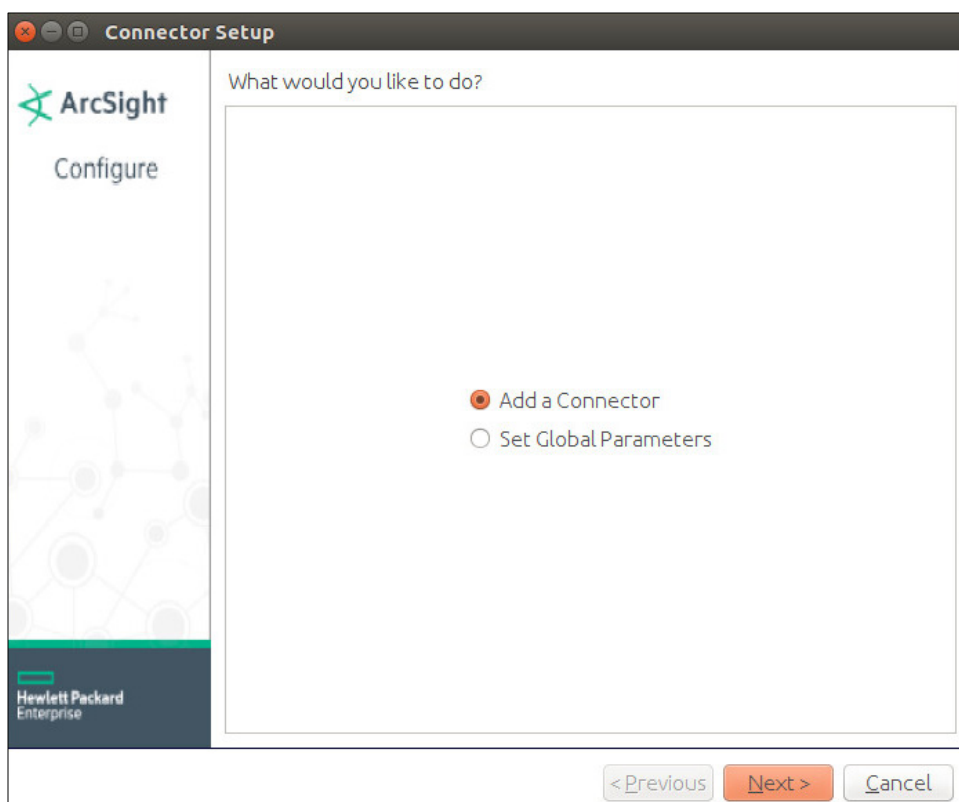 Connector Setup
ArcSight
Configure
What would you like to do?
Add a Connector
Set Global Parameters
Hewlett Packard
Enterprise
< Previous
Next >
Cancel